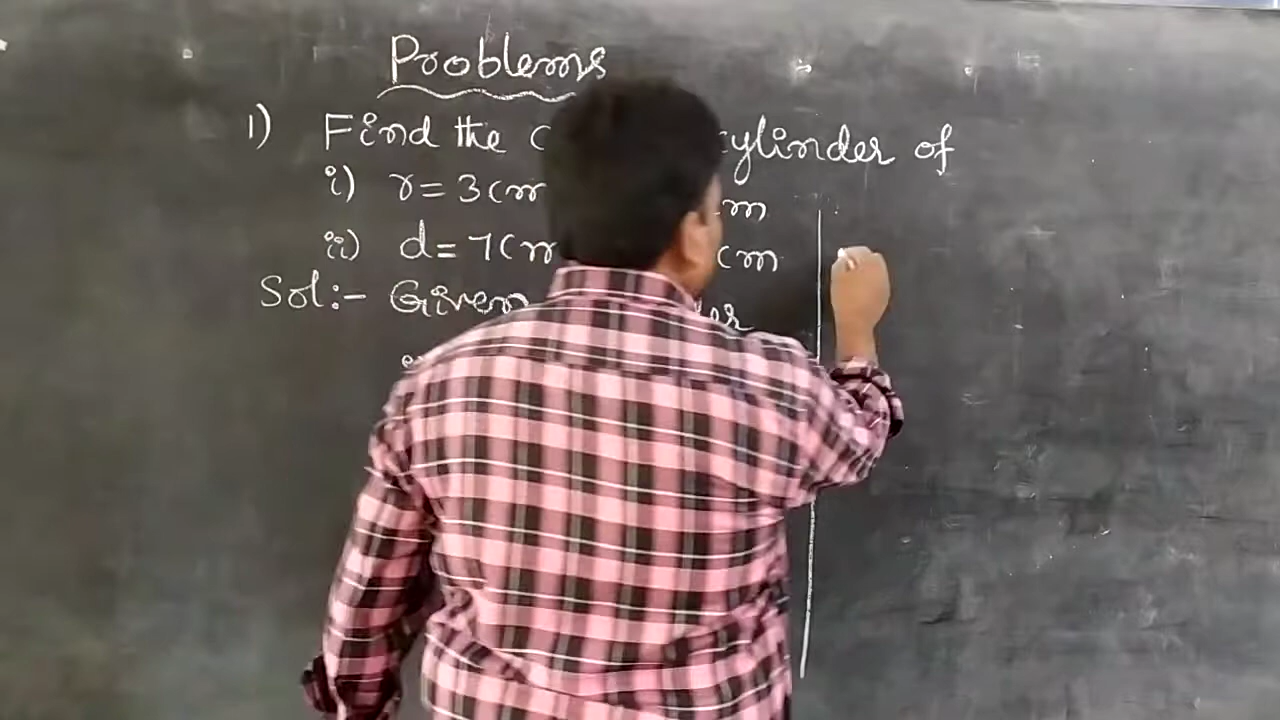 Problems
1) Find the cylinder of
i) r = 3cm
ii) d = 7cm cm
Sol:- Given